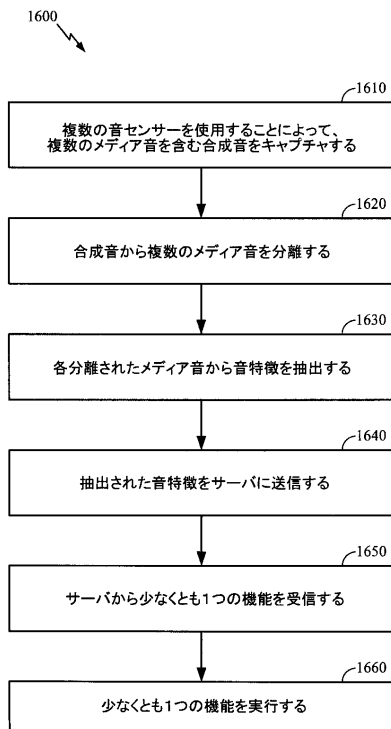 1600
1610
複数の音センサーを使用することによって、
複数のメディア音を含む合成音をキャプチャする
1620
合成音から複数のメディア音を分離する
1630
各分離されたメディア音から音特徴を抽出する
1640
抽出された音特徴をサーバに送信する
1650
サーバから少なくとも1つの機能を受信する
1660
少なくとも1つの機能を実行する